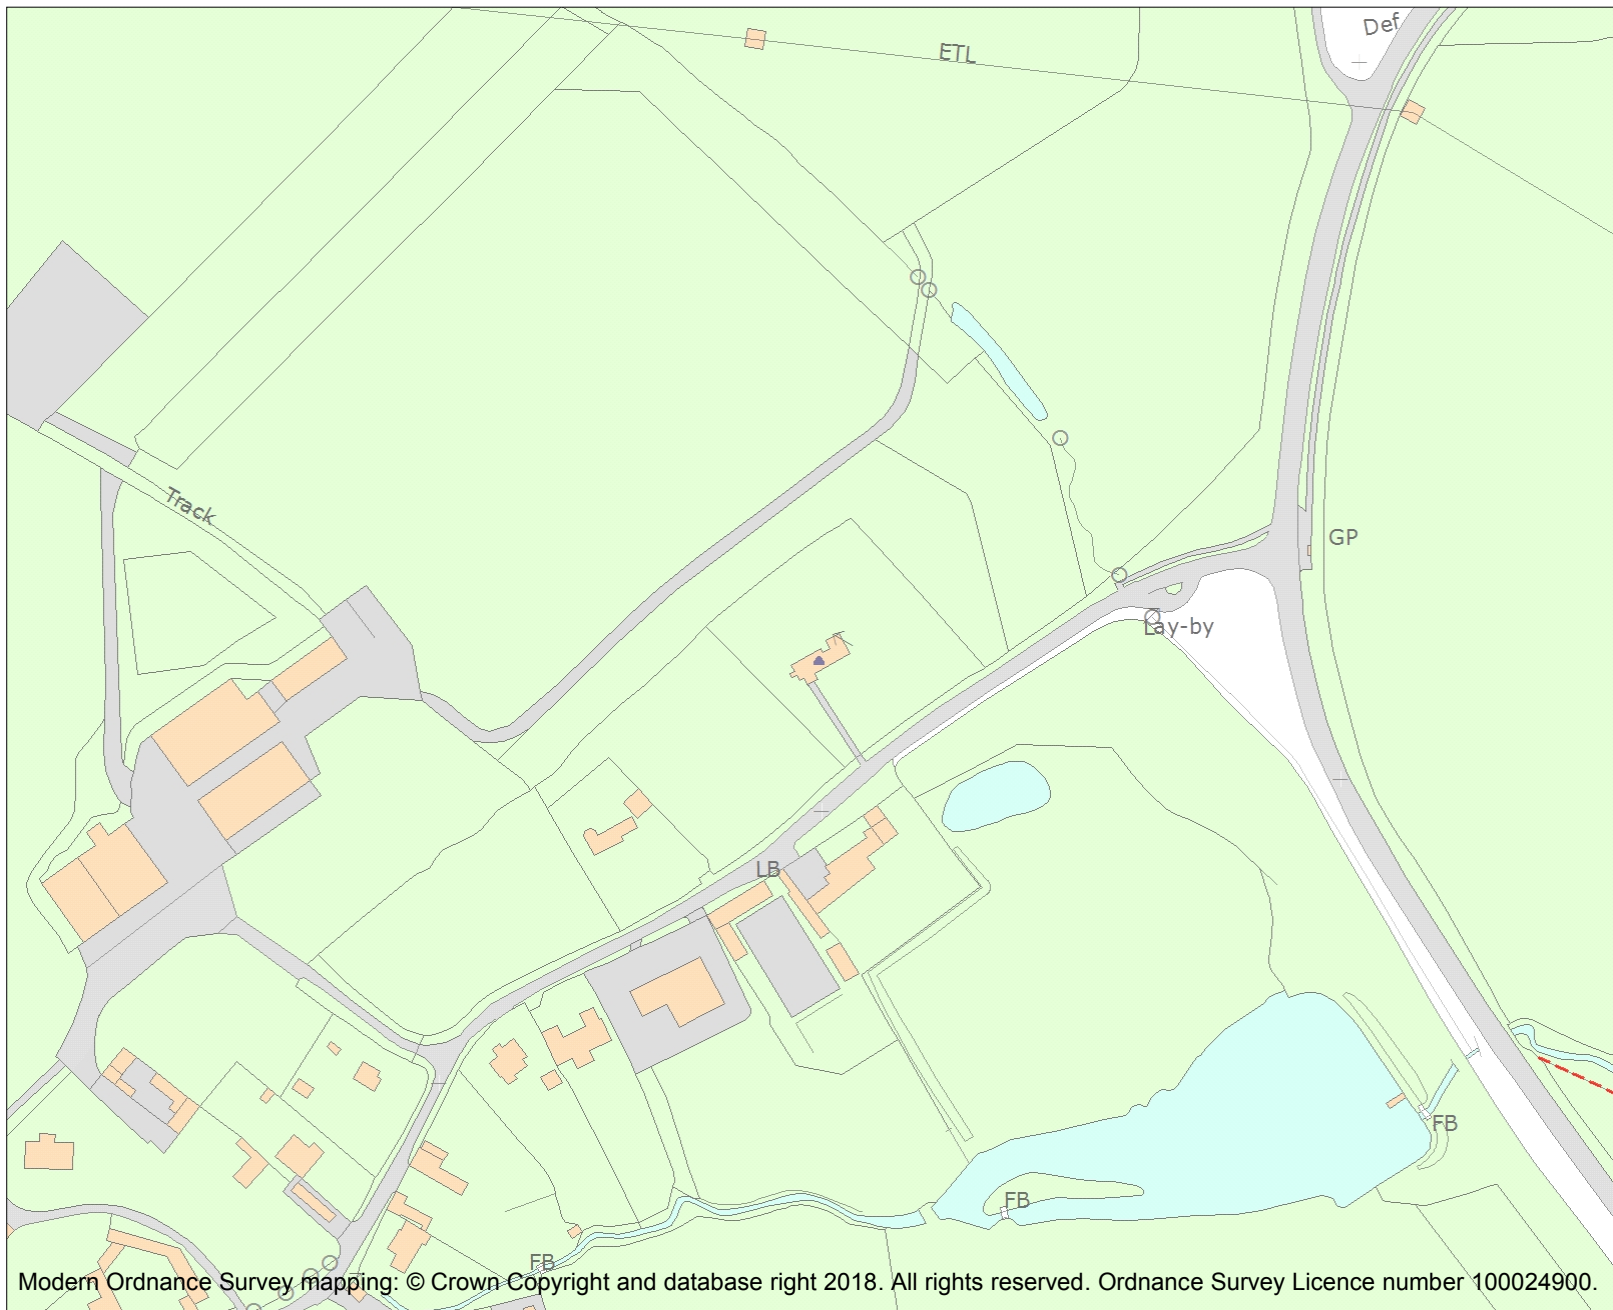 Def
ETL
Track
GP
Lay-by
LB
FB
FB
FB
Modern Ordnance Survey mapping: © Crown Copyright and database right 2018. All rights reserved. Ordnance Survey Licence number 100024900.